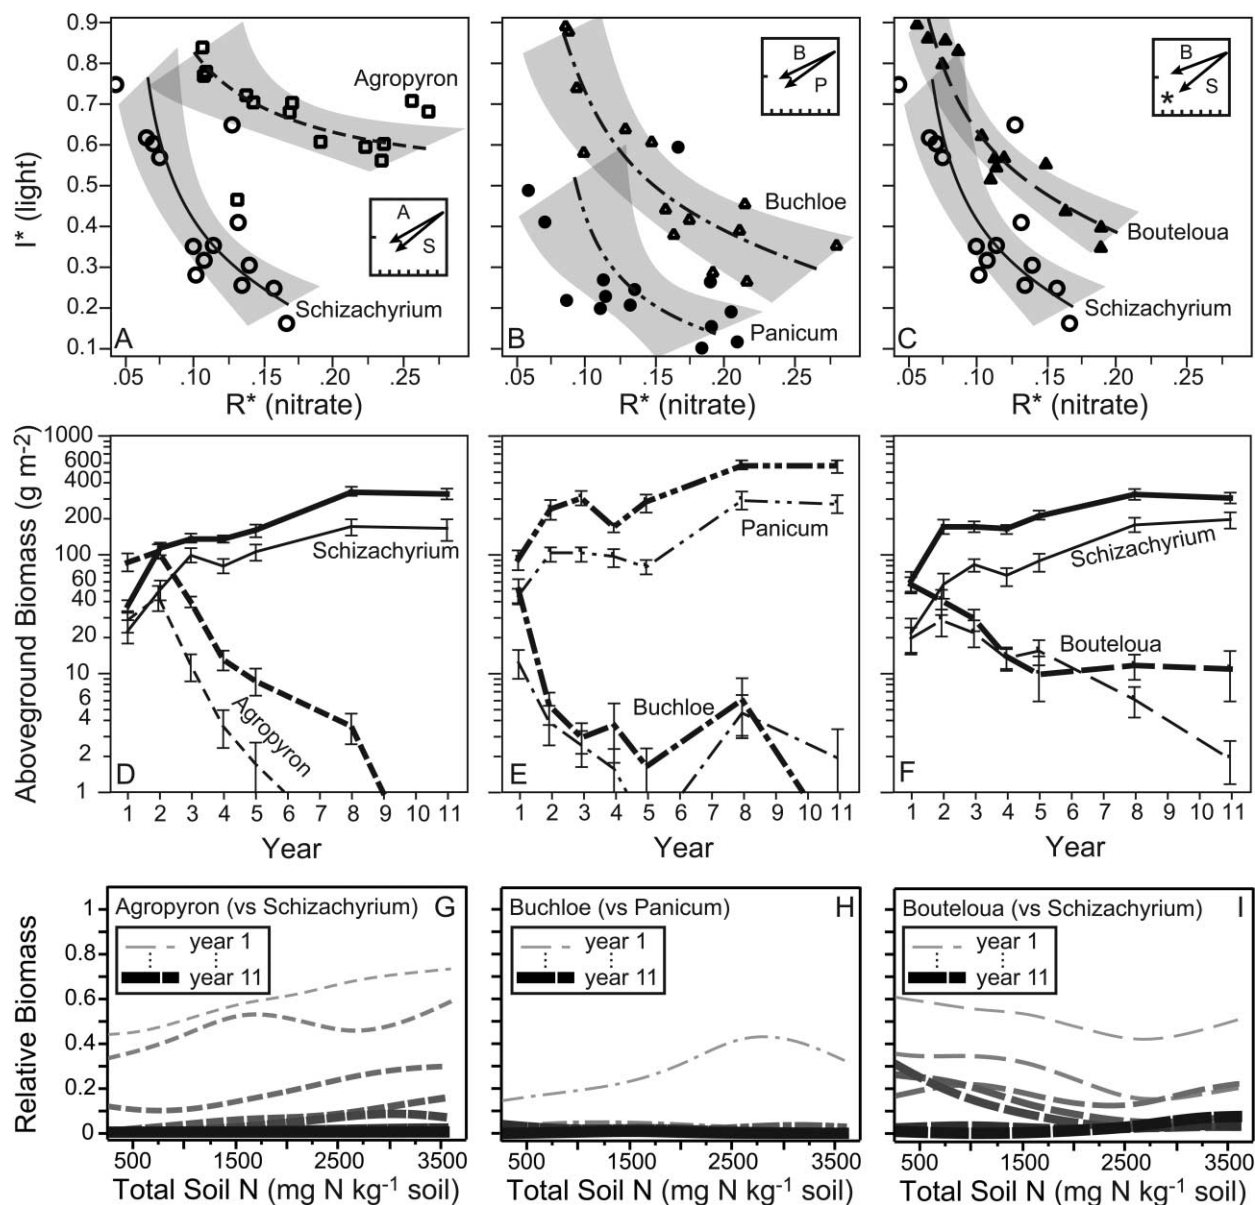 0.9
0.8
0.7
0.6
0.5
0.4
0.3
0.2
0.1
I* (light)
Agropyron
A
S
Schizachyrium
A
.05 .10 .15 .20 .25
R* (nitrate)
B
P
Buchloe
Panicum
B
.05 .10 .15 .20 .25
R* (nitrate)
B
S
*
Bouteloua
Schizachyrium
C
.05 .10 .15 .20 .25
R* (nitrate)
Aboveground Biomass (g m-2)
1000
600
400
200
100
60
40
20
10
6
4
2
1
Schizachyrium
Agropyron
D
1 2 3 4 5 6 7 8 9 10 11
Year
Panicum
Buchloe
E
1 2 3 4 5 6 7 8 9 10 11
Year
Schizachyrium
Bouteloua
F
1 2 3 4 5 6 7 8 9 10 11
Year
Relative Biomass
1
0.8
0.6
0.4
0.2
0
Agropyron (vs Schizachyrium) G
year 1
year 11
500 1500 2500 3500
Total Soil N (mg N kg-1 soil)
Buchloe (vs Panicum) H
year 1
year 11
500 1500 2500 3500
Total Soil N (mg N kg-1 soil)
Bouteloua (vs Schizachyrium) I
year 1
year 11
500 1500 2500 3500
Total Soil N (mg N kg-1 soil)